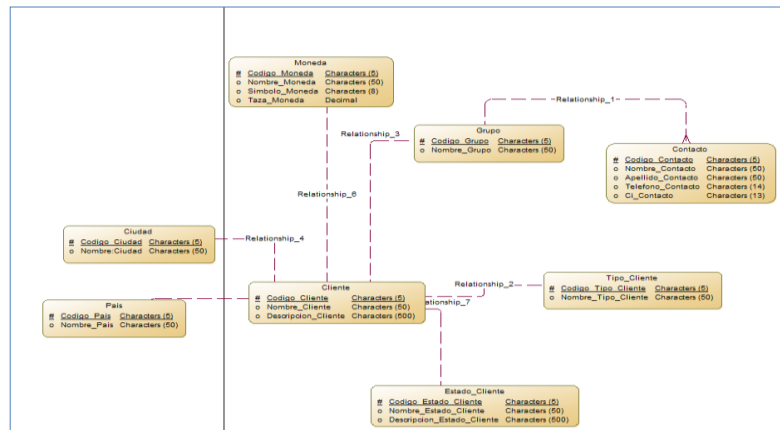 Moneda
# Codigo_Moneda Characters (5)
o Nombre_Moneda Characters (50)
o Simbolo_Moneda Characters (8)
o Taza_Moneda Decimal
Relationship_1
Relationship_3
Grupo
# Codigo_Grupo Characters (5)
o Nombre_Grupo Characters (50)
Contacto
# Codigo_Contacto Characters (5)
o Nombre_Contacto Characters (50)
o Apellido_Contacto Characters (50)
o Telefono_Contacto Characters (14)
o Ci_Contacto Characters (13)
Relationship_6
Ciudad
# Codigo_Ciudad Characters (5)
o Nombre:Ciudad Characters (50)
Relationship_4
Cliente
# Codigo_Cliente Characters (5)
o Nombre_Cliente Characters (50)
o Descripcion_Cliente Characters (500)
Relationship_2
elationship_7
Tipo_Cliente
# Codigo_Tipo_Cliente Characters (5)
o Nombre_Tipo_Cliente Characters (50)
Pais
# Codigo_Pais Characters (5)
o Nombre_Pais Characters (50)
Estado_Cliente
# Codigo_Estado_Cliente Characters (5)
o Nombre_Estado_Cliente Characters (50)
o Descripcion_Estado_Cliente Characters (500)